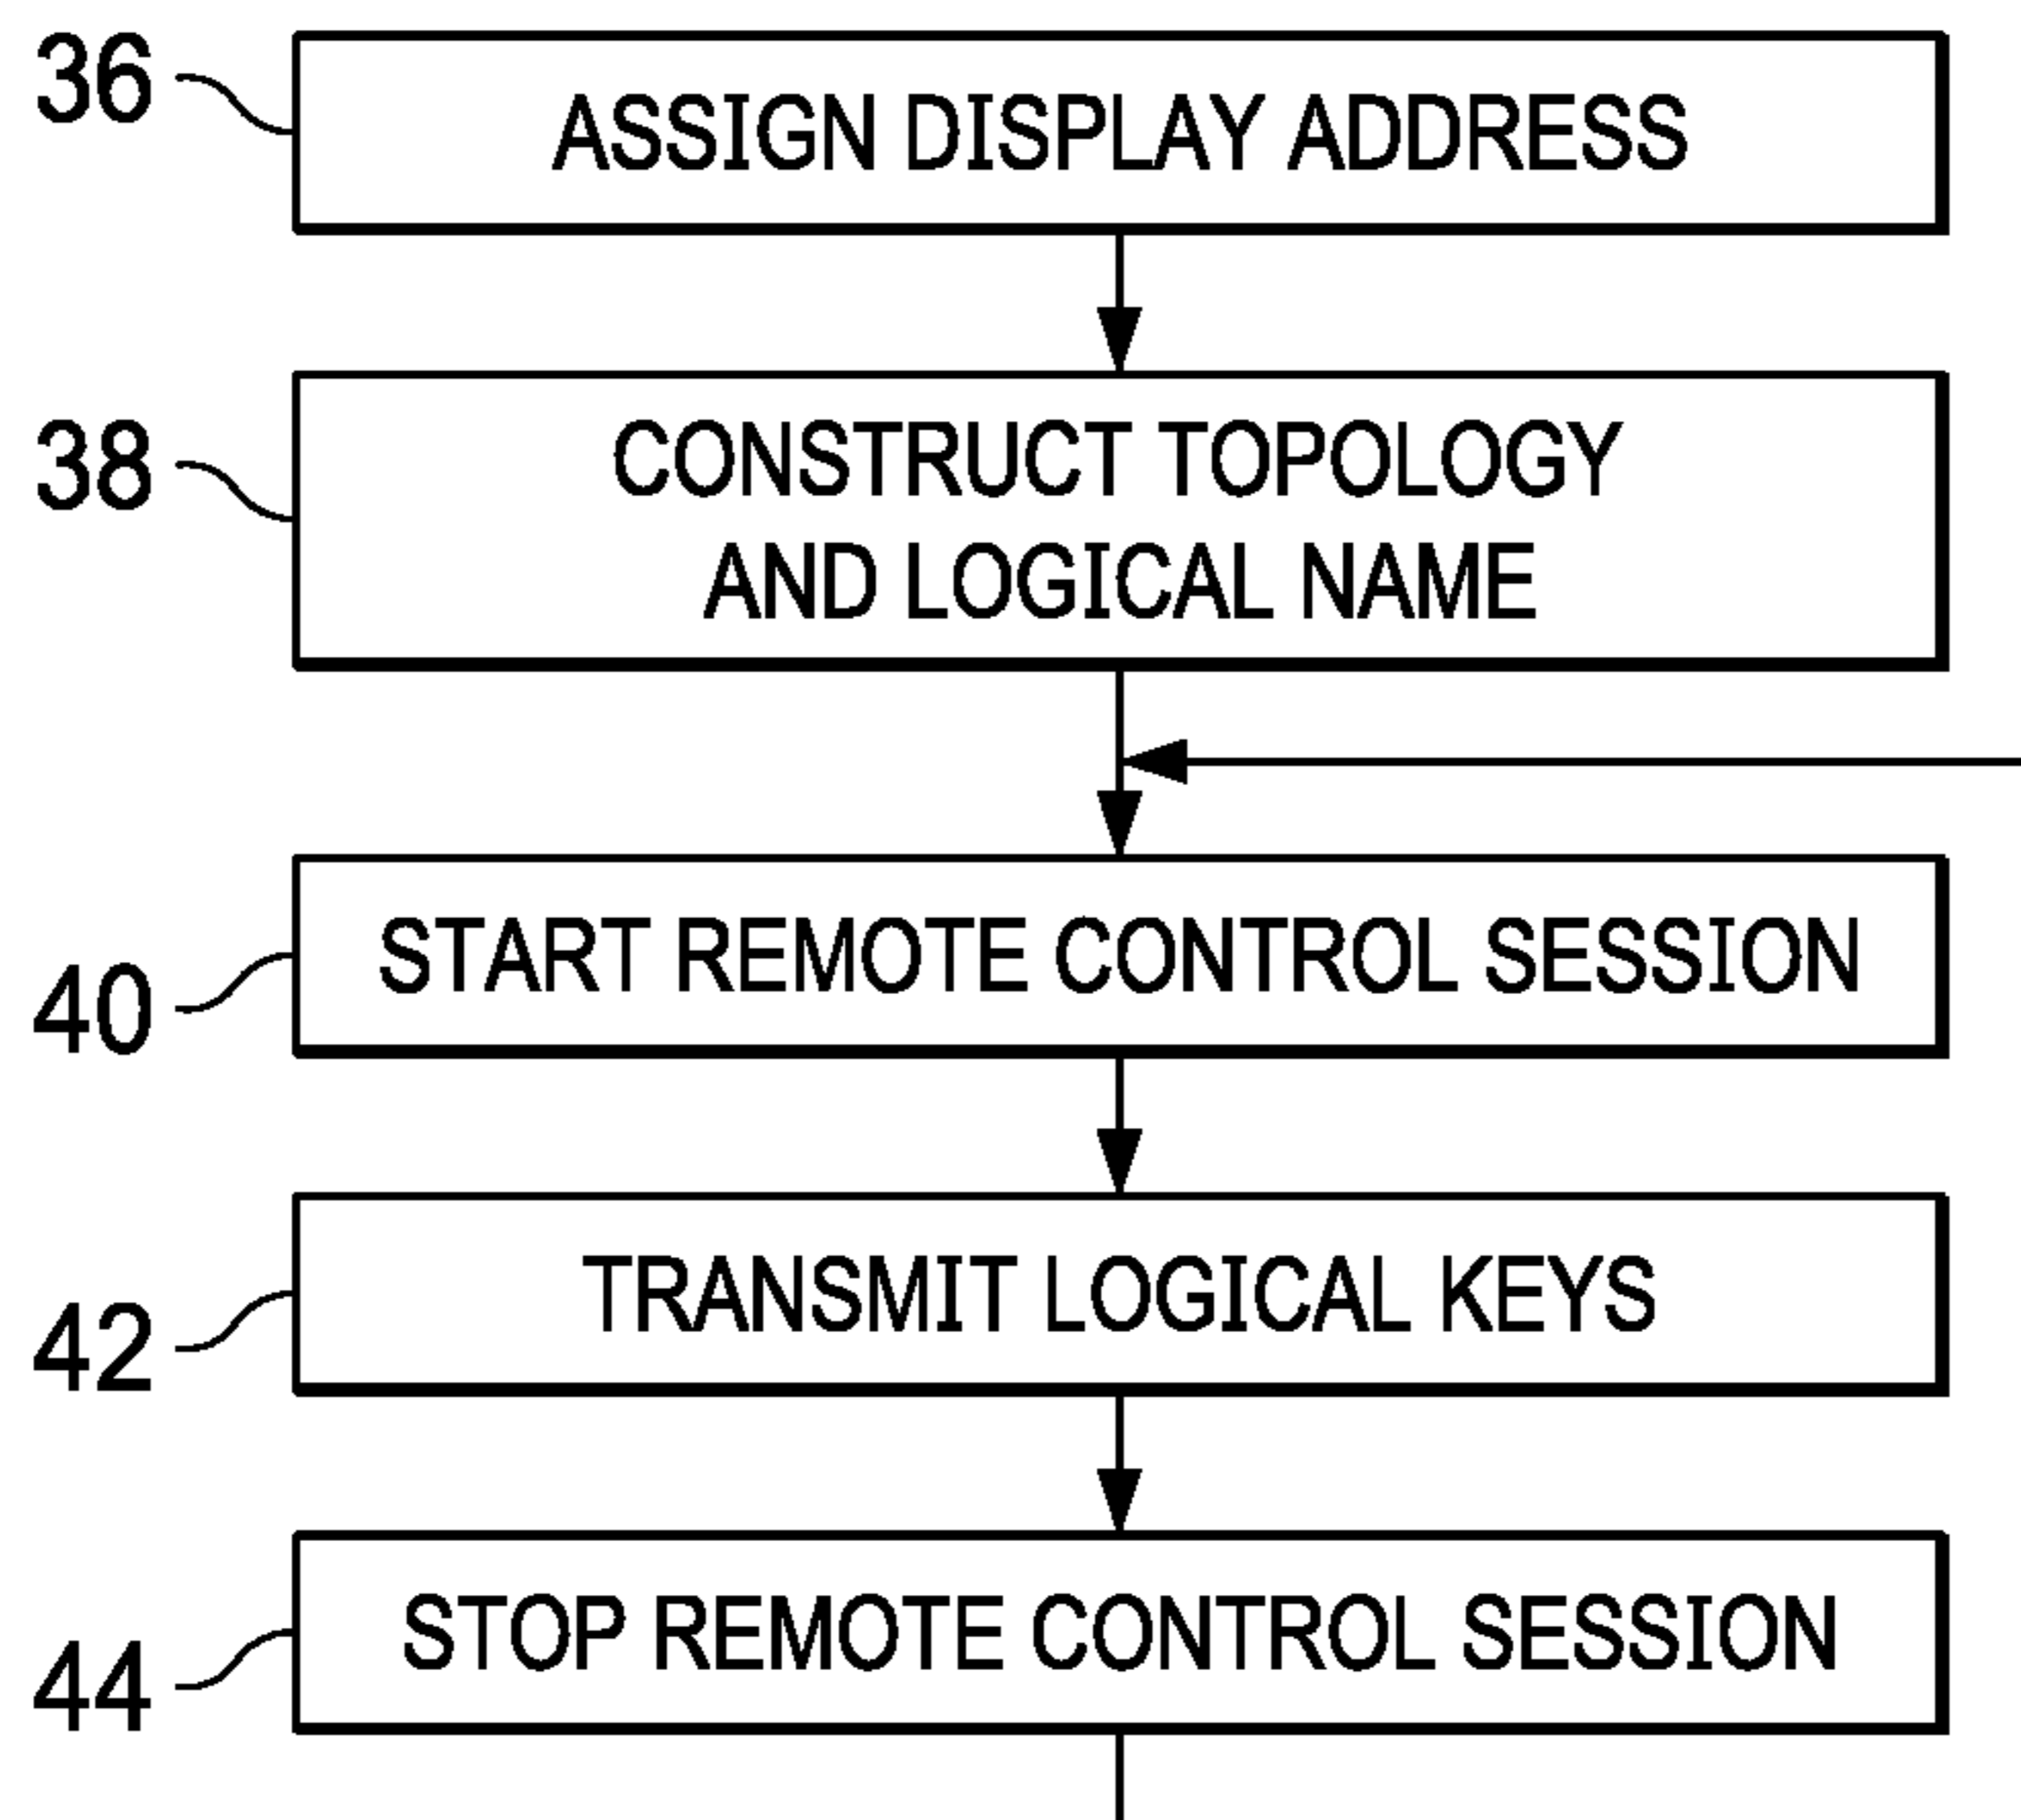 36
ASSIGN DISPLAY ADDRESS
38
CONSTRUCT TOPOLOGY
AND LOGICAL NAME
40
START REMOTE CONTROL SESSION
42
TRANSMIT LOGICAL KEYS
44
STOP REMOTE CONTROL SESSION